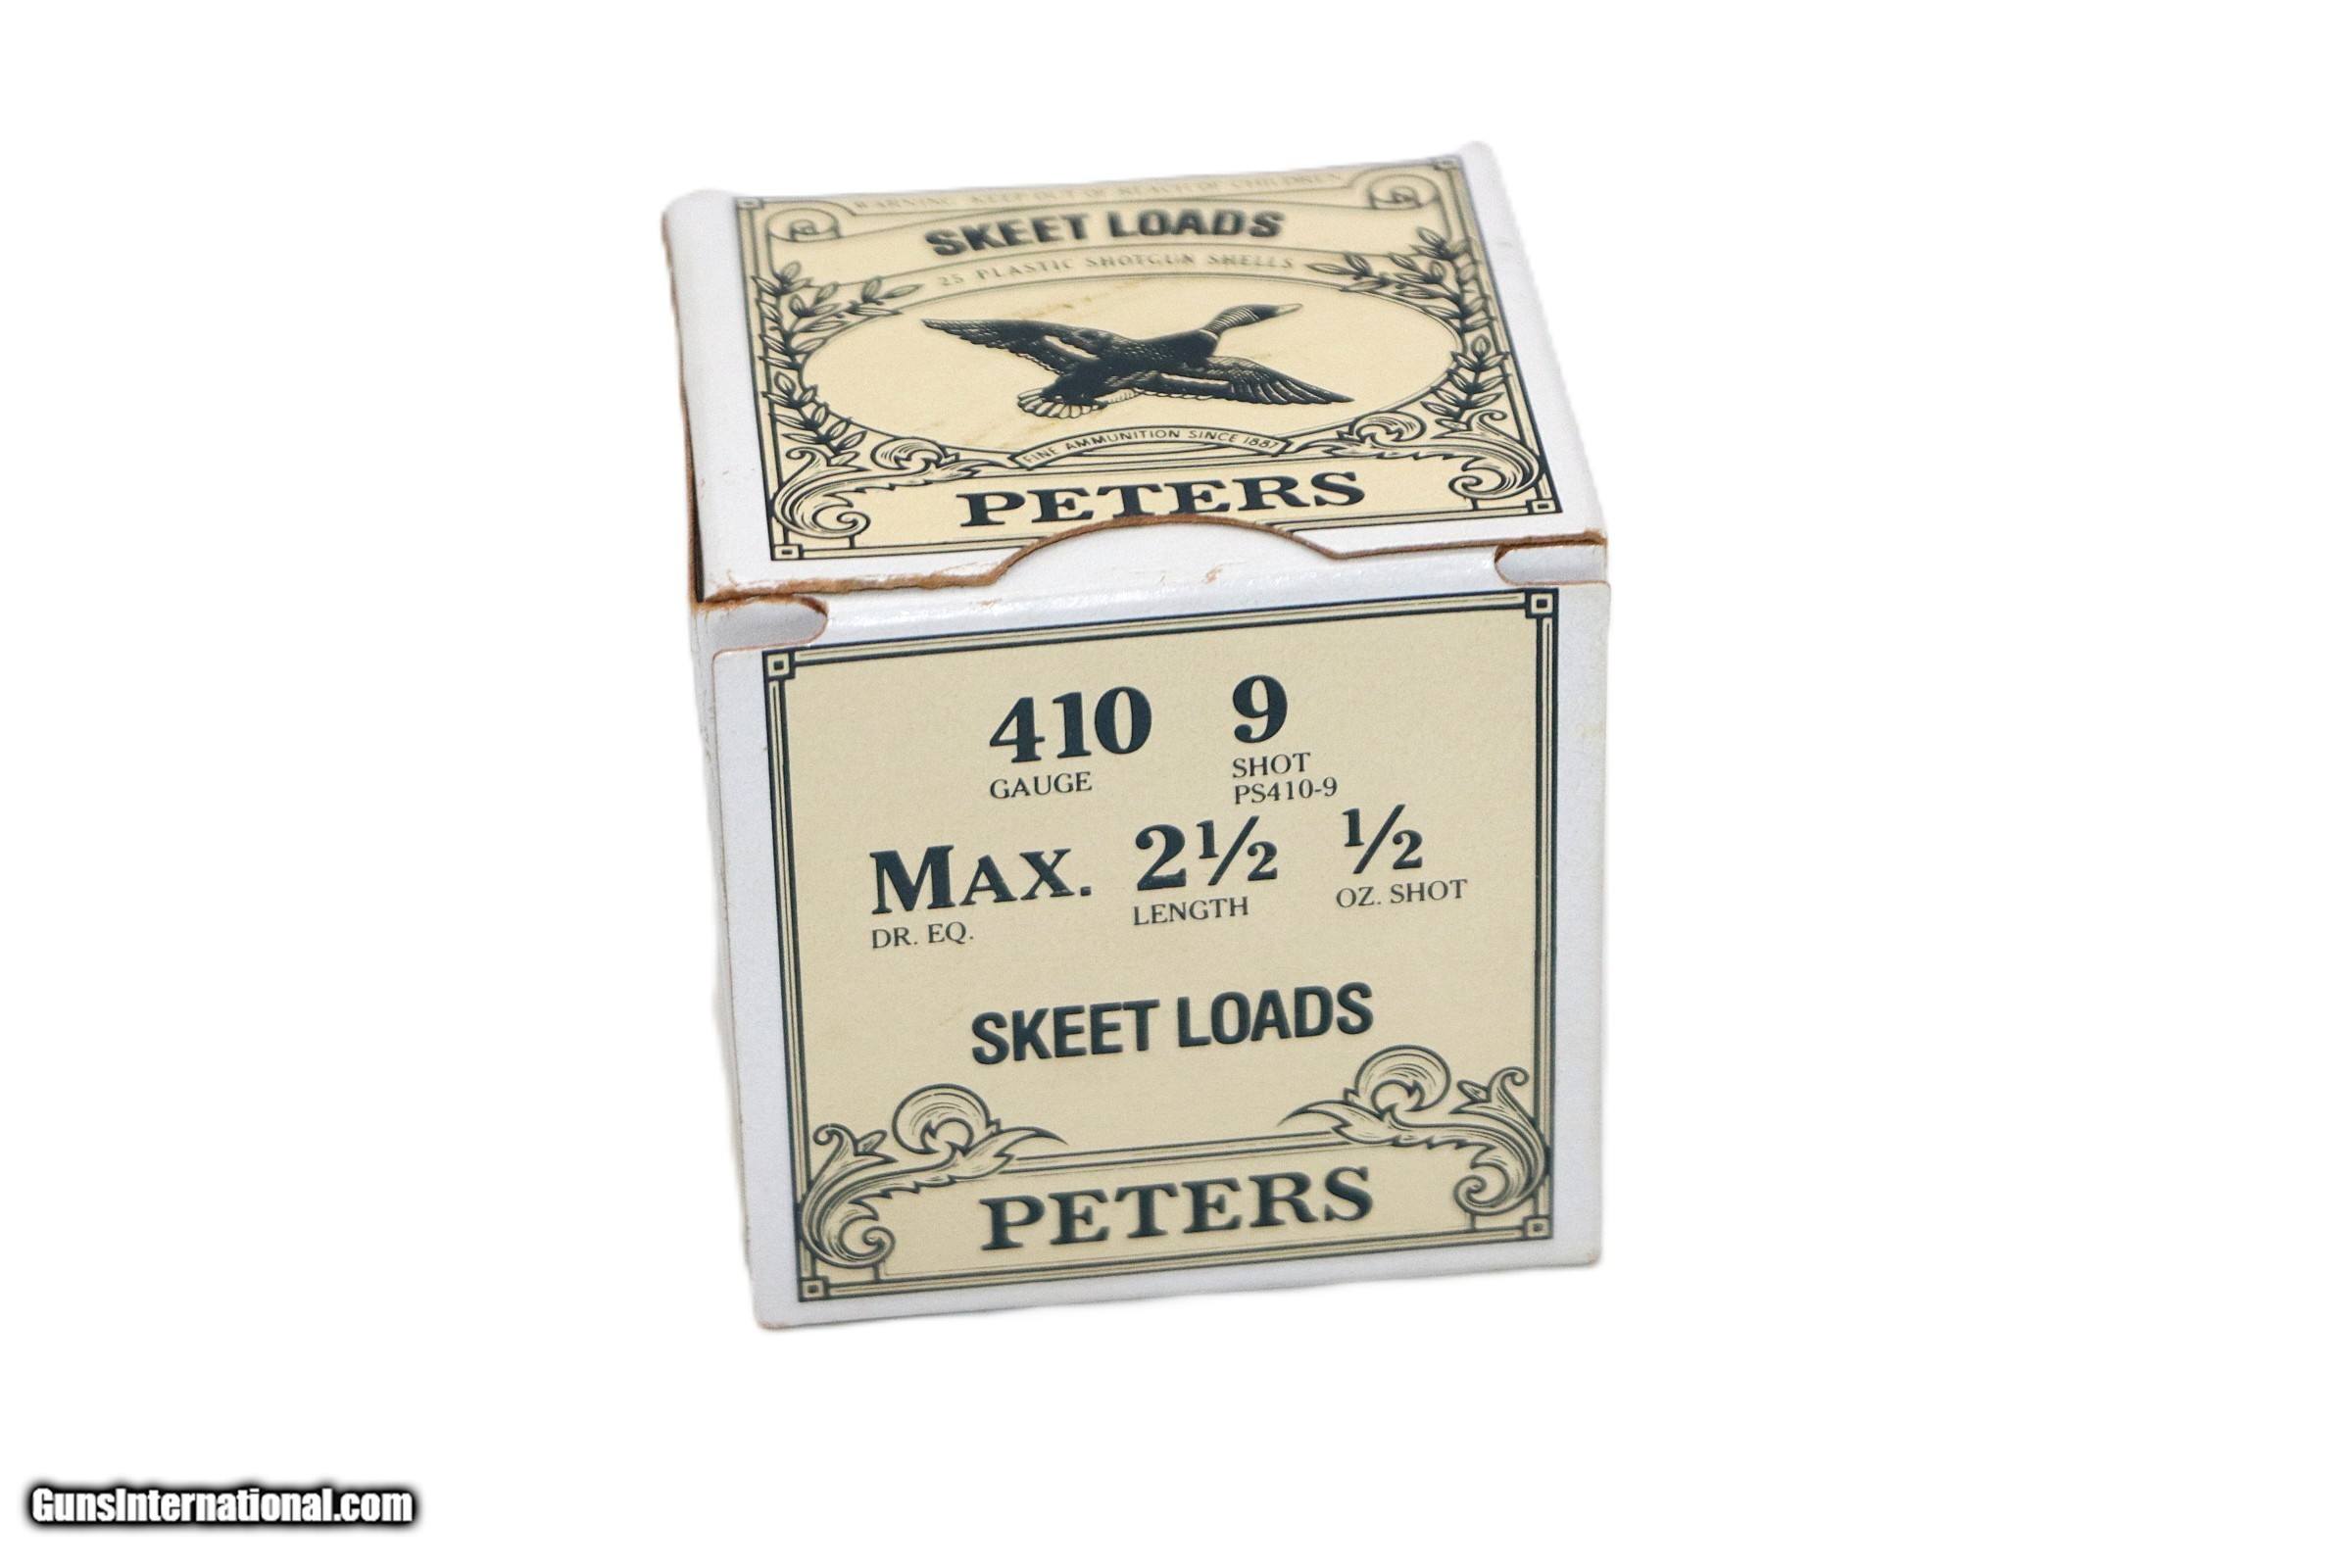 WARNING KEEP OUT OF REACH OF CHILDREN
SKEET LOADS
25 PLASTIC SHOTGUN SHELLS
FINE AMMUNITION SINCE 1887
PETERS
410 9
GAUGE SHOT
PS410-9
MAX. 2½ ½
DR. EQ. LENGTH OZ. SHOT
SKEET LOADS
PETERS
GunsInternational.com